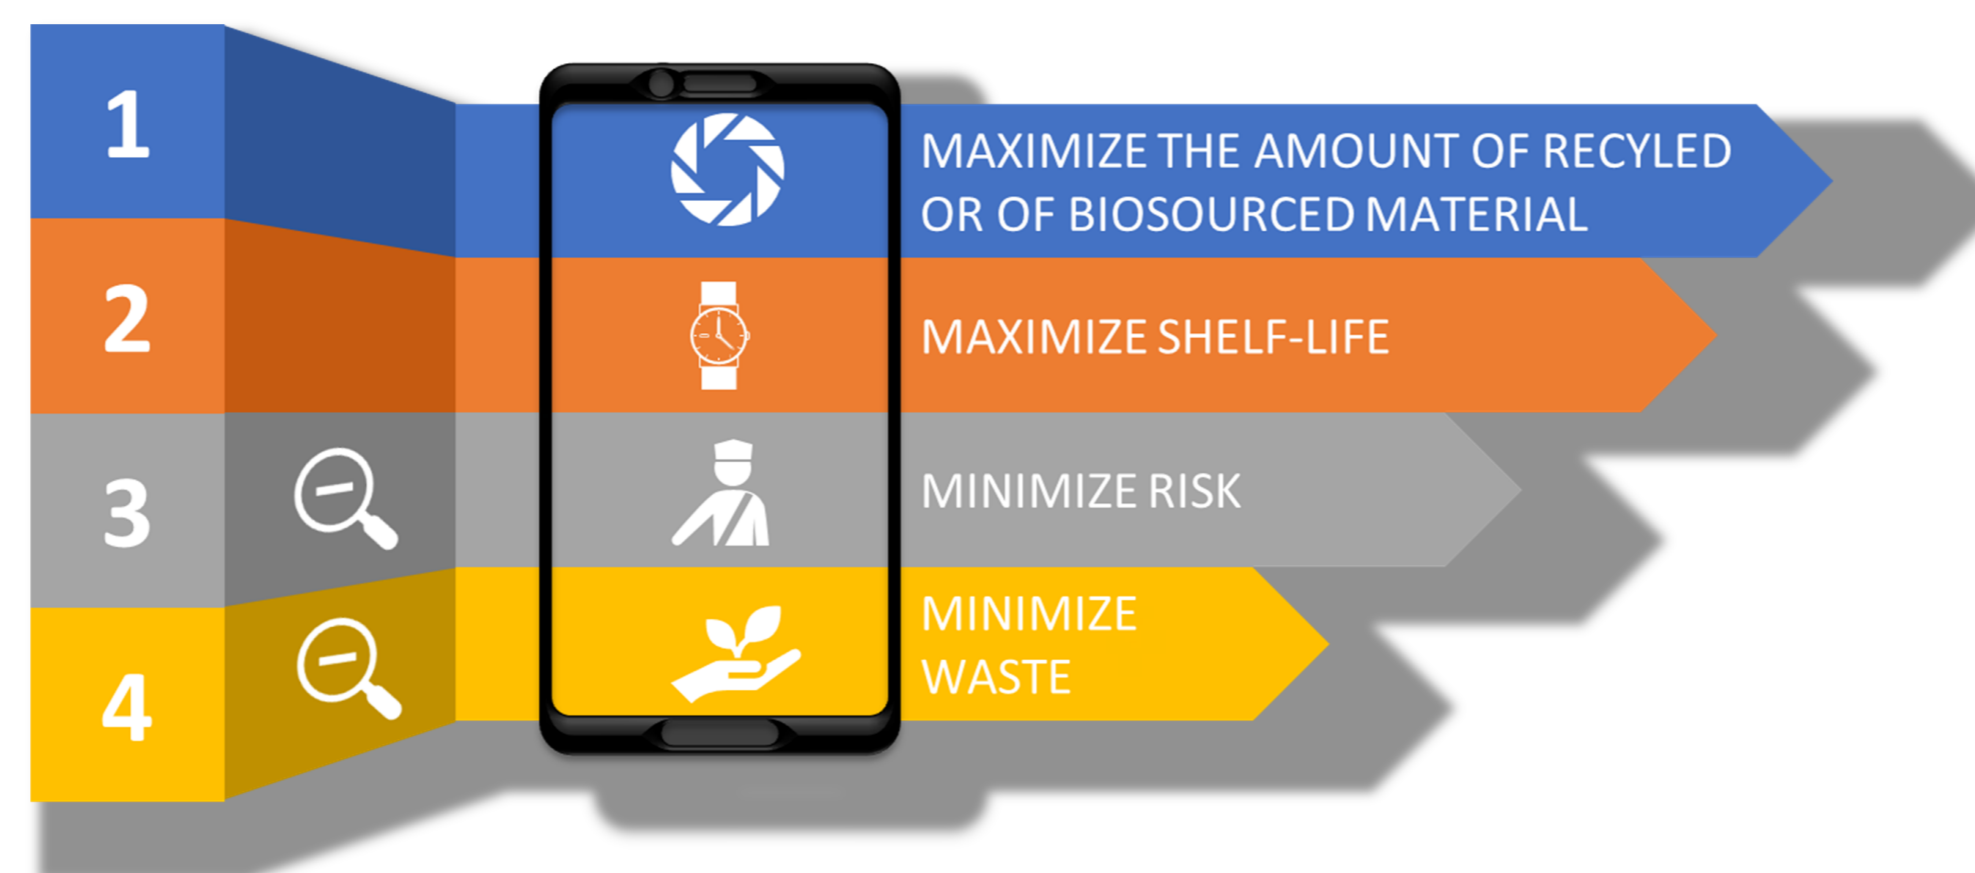 1
MAXIMIZE THE AMOUNT OF RECYLED
OR OF BIOSOURCED MATERIAL
2
MAXIMIZE SHELF-LIFE
3
MINIMIZE RISK
4
MINIMIZE
WASTE